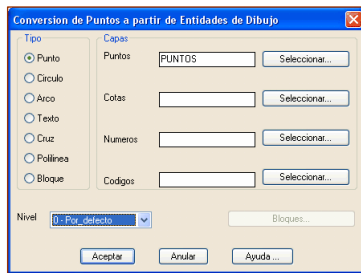 Conversion de Puntos a partir de Entidades de Dibujo
Tipo
Capas
Punto
Puntos
PUNTOS
Seleccionar...
Circulo
Arco
Cotas
Seleccionar...
Texto
Cruz
Numeros
Seleccionar...
Polilinea
Bloque
Codigos
Seleccionar...
Nivel
0 - Por_defecto
Bloques...
Aceptar
Anular
Ayuda ...